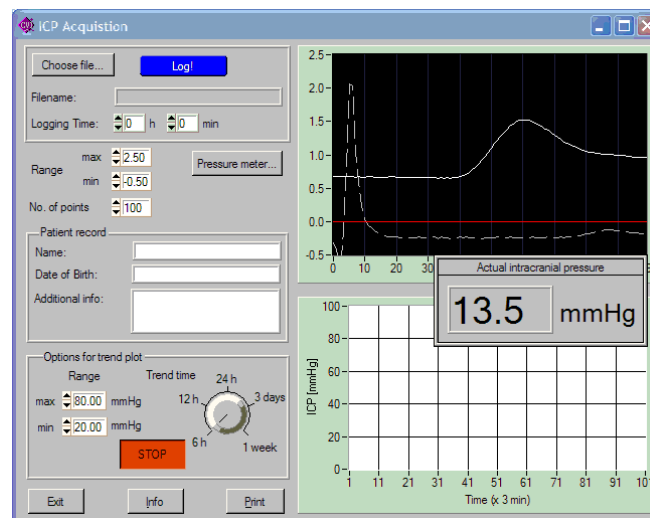 ICP Acquistion
Choose file...
Log!
Filename:
Logging Time: 0 h 0 min
Range
max 2.50
min -0.50
Pressure meter...
No. of points 100
Patient record
Name:
Date of Birth:
Additional info:
Options for trend plot
Range
Trend time
max 80.00 mmHg
min 20.00 mmHg
6 h
12 h
24 h
3 days
1 week
STOP
Exit
Info
Print
2.5
2.0
1.5
1.0
0.5
0.0
-0.5
0 10 20 30
Actual intracranial pressure
13.5 mmHg
ICP [mmHg]
100
80
60
40
20
0
1 11 21 31 41 51 61 71 81 91 101
Time (x 3 min)